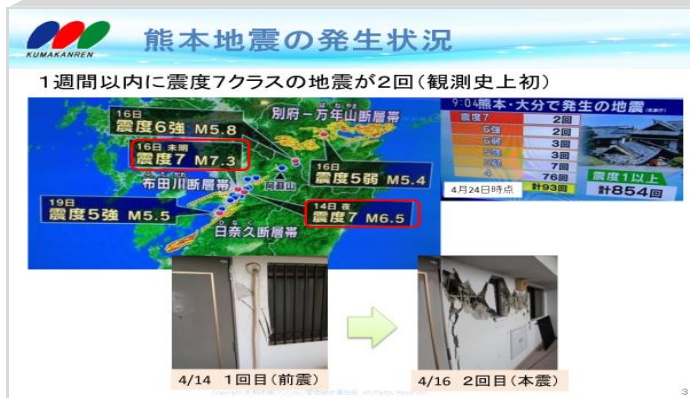 KUMAKANREN
熊本地震の発生状況
1週間以内に震度7クラスの地震が2回(観測史上初)
16日
震度6強 M5.8
16日 未明
震度7 M7.3
布田川断層帯
19日
震度5強 M5.5
別府-万年山断層帯
16日
震度5弱 M5.4
阿蘇山
14日 夜
震度7 M6.5
日奈久断層帯
9:04 熊本・大分で発生の地震
震度7 2回
6強 2回
6弱 3回
3回
7回
4 76回
計93回
4月24日時点
震度1以上
計854回
4/14 1回目(前震)
4/16 2回目(本震)
3